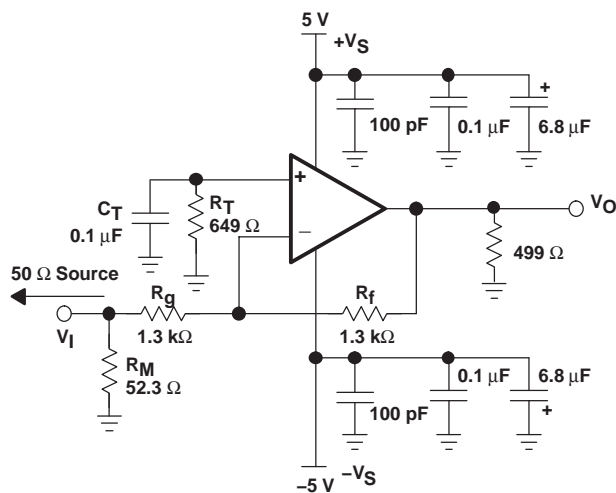 5 V
+VS
+
100 pF
0.1 µF
6.8 µF
CT
0.1 µF
RT
649 Ω
+
−
VO
499 Ω
50 Ω Source
VI
Rg
1.3 kΩ
Rf
1.3 kΩ
RM
52.3 Ω
0.1 µF
6.8 µF
100 pF
+
−5 V
−VS